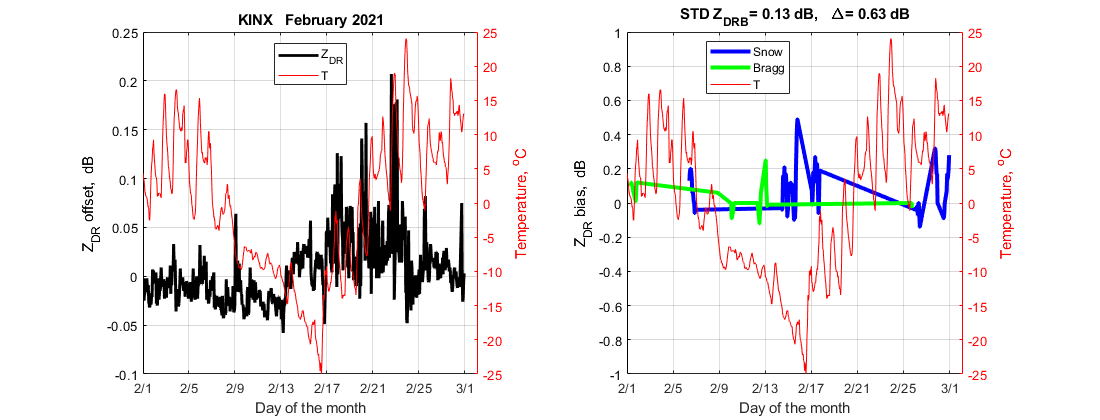 KINX February 2021
0.25
0.2
0.15
0.1
0.05
0
-0.05
-0.1
Z_DR offset, dB
Z_DR
T
25
20
15
10
5
0
-5
-10
-15
-20
-25
Temperature, °C
2/1 2/5 2/9 2/13 2/17 2/21 2/25 3/1
Day of the month
STD Z_DRB = 0.13 dB, Δ= 0.63 dB
1
0.8
0.6
0.4
0.2
0
-0.2
-0.4
-0.6
-0.8
-1
Z_DR bias, dB
Snow
Bragg
T
25
20
15
10
5
0
-5
-10
-15
-20
-25
Temperature, °C
2/1 2/5 2/9 2/13 2/17 2/21 2/25 3/1
Day of the month